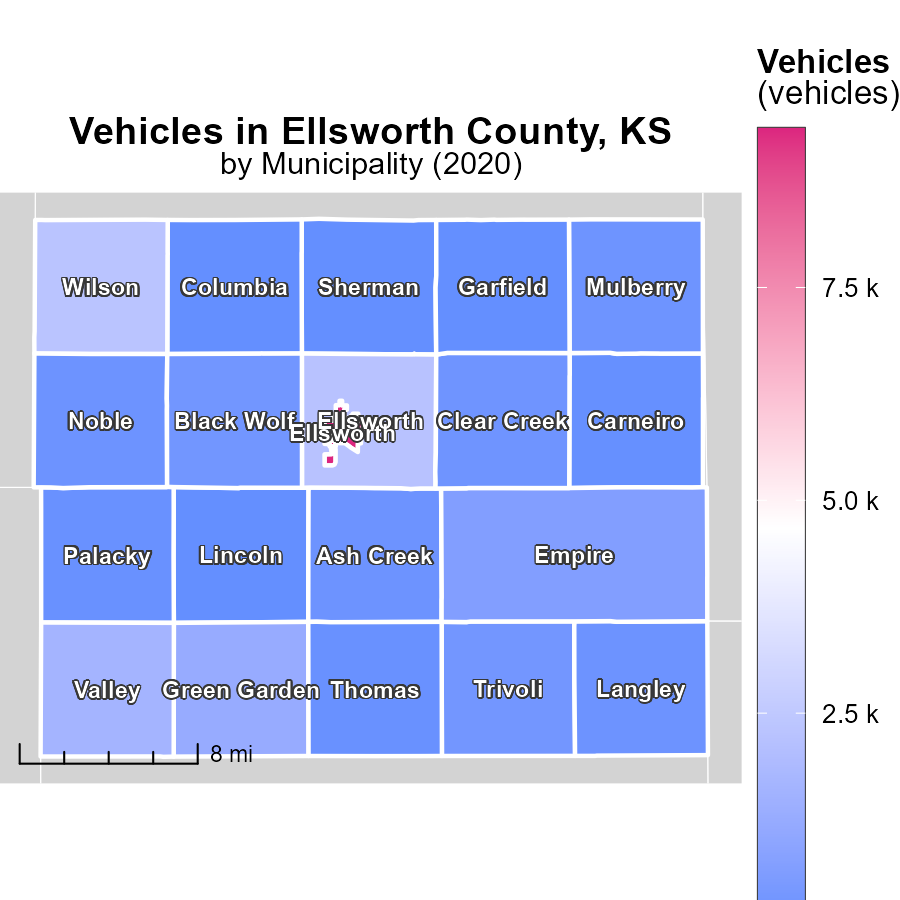 Vehicles
(vehicles)
Vehicles in Ellsworth County, KS
by Municipality (2020)
Wilson Columbia Sherman Garfield Mulberry
7.5 k
Noble Black Wolf Ellsworth Clear Creek Carneiro
Ellsworth
5.0 k
Palacky Lincoln Ash Creek Empire
Valley Green Garden Thomas Trivoli Langley
2.5 k
8 mi